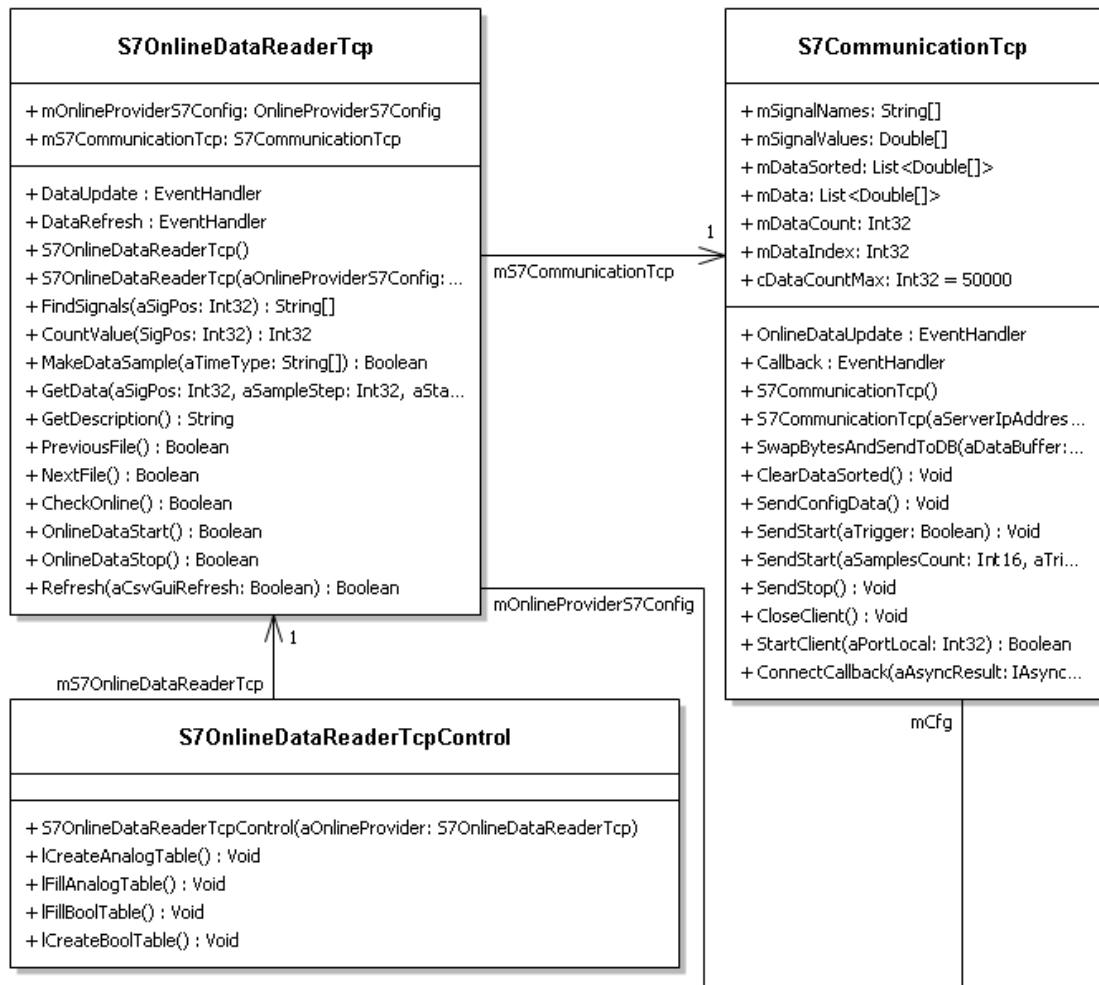 S7OnlineDataReaderTcp
+ mOnlineProviderS7Config: OnlineProviderS7Config
+ mS7CommunicationTcp: S7CommunicationTcp
+ DataUpdate : EventHandler
+ DataRefresh : EventHandler
+ S7OnlineDataReaderTcp()
+ S7OnlineDataReaderTcp(aOnlineProviderS7Config: ...
+ FindSignals(aSigPos: Int32) : String[]
+ CountValue(SigPos: Int32) : Int32
+ MakeDataSample(aTimeType: String[]) : Boolean
+ GetData(aSigPos: Int32, aSampleStep: Int32, aSta...
+ GetDescription() : String
+ PreviousFile() : Boolean
+ NextFile() : Boolean
+ CheckOnline() : Boolean
+ OnlineDataStart() : Boolean
+ OnlineDataStop() : Boolean
+ Refresh(aCsvGuiRefresh: Boolean) : Boolean
1
mS7CommunicationTcp
S7CommunicationTcp
+ mSignalNames: String[]
+ mSignalValues: Double[]
+ mDataSorted: List<Double[]>
+ mData: List<Double[]>
+ mDataCount: Int32
+ mDataIndex: Int32
+ cDataCountMax: Int32 = 50000
+ OnlineDataUpdate : EventHandler
+ Callback : EventHandler
+ S7CommunicationTcp()
+ S7CommunicationTcp(aServerIpAddres...
+ SwapBytesAndSendToDB(aDataBuffer: ...
+ ClearDataSorted() : Void
+ SendConfigData() : Void
+ SendStart(aTrigger: Boolean) : Void
+ SendStart(aSamplesCount: Int16, aTri...
+ SendStop() : Void
+ CloseClient() : Void
+ StartClient(aPortLocal: Int32) : Boolean
+ ConnectCallback(aAsyncResult: IAsync...
mOnlineProviderS7Config
1
mS7OnlineDataReaderTcp
mCfg
S7OnlineDataReaderTcpControl
+ S7OnlineDataReaderTcpControl(aOnlineProvider: S7OnlineDataReaderTcp)
+ lCreateAnalogTable() : Void
+ lFillAnalogTable() : Void
+ lFillBoolTable() : Void
+ lCreateBoolTable() : Void